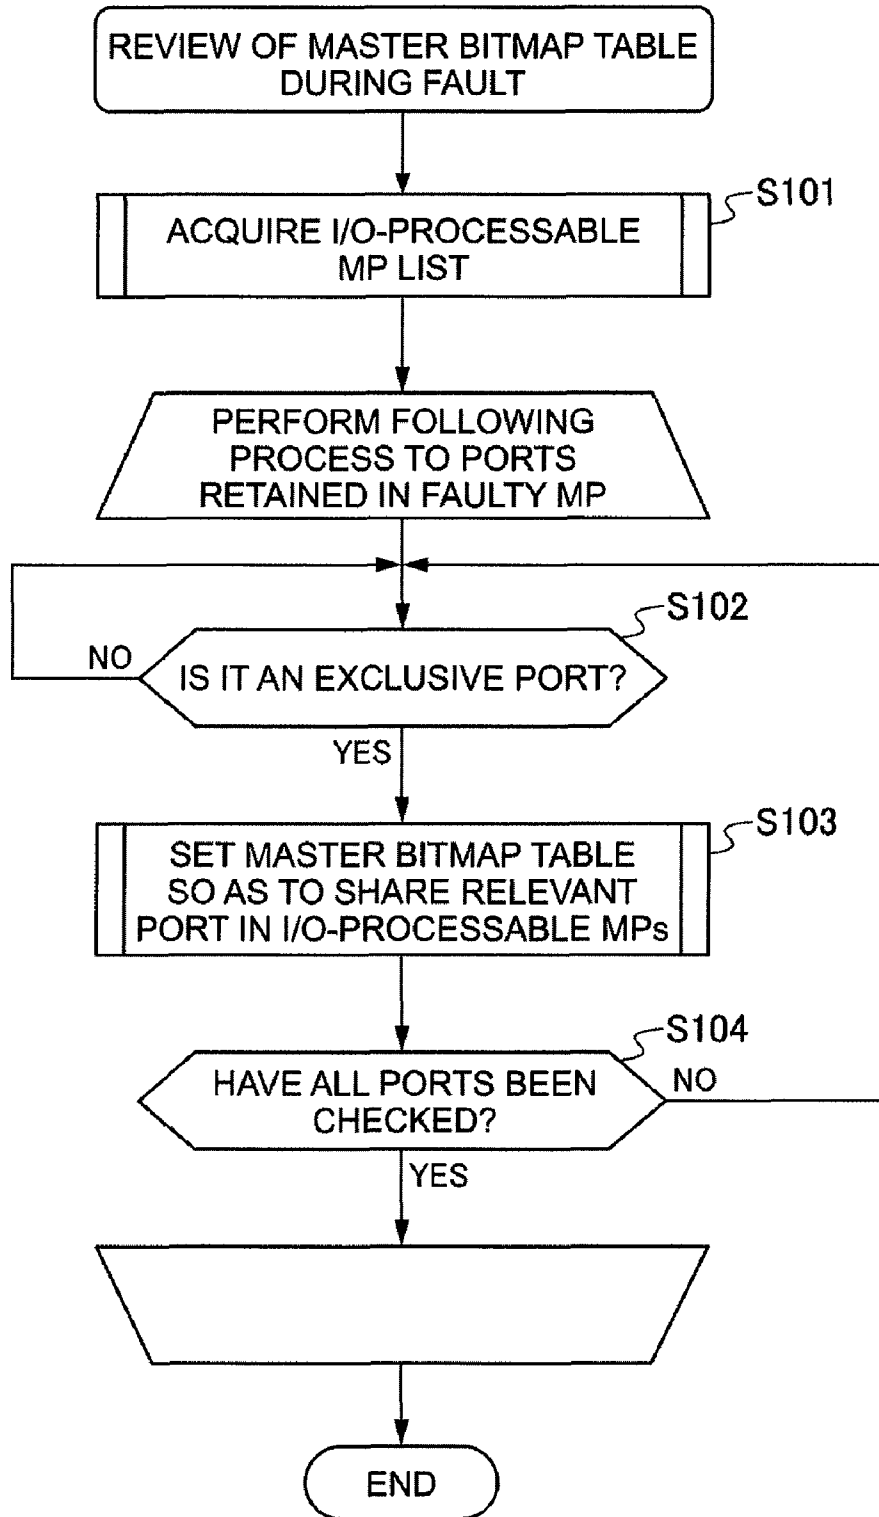 REVIEW OF MASTER BITMAP TABLE
DURING FAULT
S101
ACQUIRE I/O-PROCESSABLE
MP LIST
PERFORM FOLLOWING
PROCESS TO PORTS
RETAINED IN FAULTY MP
S102
NO
IS IT AN EXCLUSIVE PORT?
YES
S103
SET MASTER BITMAP TABLE
SO AS TO SHARE RELEVANT
PORT IN I/O-PROCESSABLE MPs
S104
HAVE ALL PORTS BEEN
CHECKED?
NO
YES
END